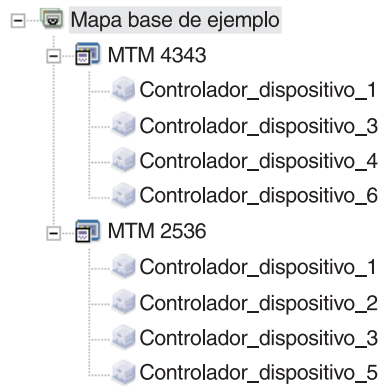 Mapa base de ejemplo
MTM 4343
Controlador_dispositivo_1
Controlador_dispositivo_3
Controlador_dispositivo_4
Controlador_dispositivo_6
MTM 2536
Controlador_dispositivo_1
Controlador_dispositivo_2
Controlador_dispositivo_3
Controlador_dispositivo_5